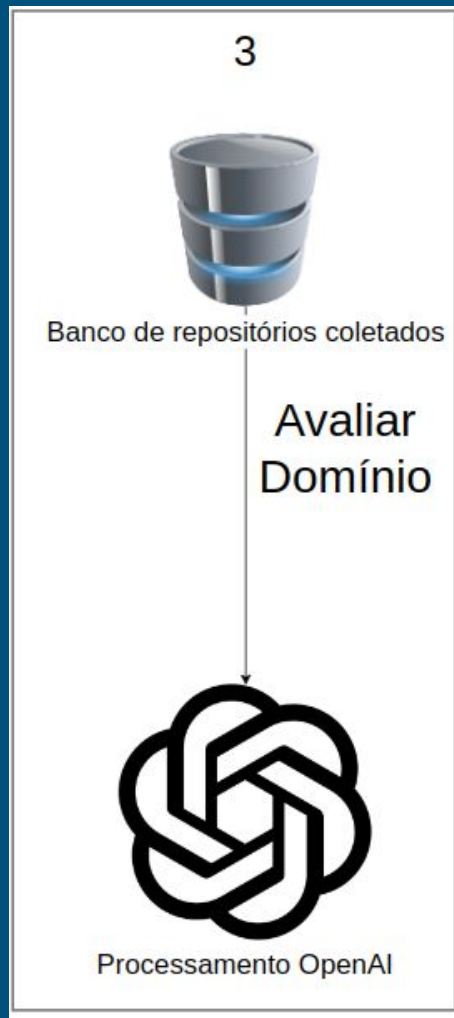 3
Banco de repositórios coletados
Avaliar
Domínio
Processamento OpenAI